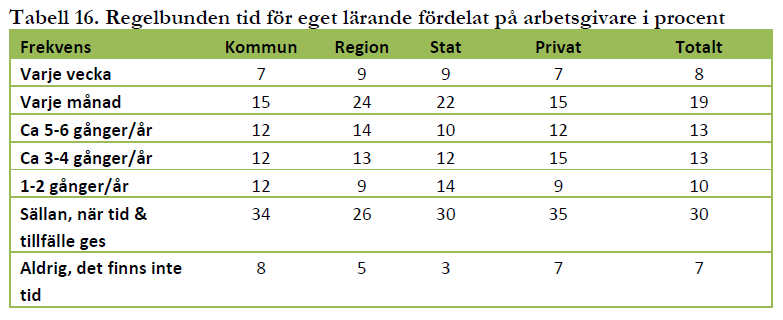 Tabell 16. Regelbunden tid för eget lärande fördelat på arbetsgivare i procent
Frekvens Kommun Region Stat Privat Totalt
Varje vecka 7 9 9 7 8
Varje månad 15 24 22 15 19
Ca 5-6 gånger/år 12 14 10 12 13
Ca 3-4 gånger/år 12 13 12 15 13
1-2 gånger/år 12 9 14 9 10
Sällan, när tid & 34 26 30 35 30
tillfälle ges
Aldrig, det finns inte 8 5 3 7 7
tid